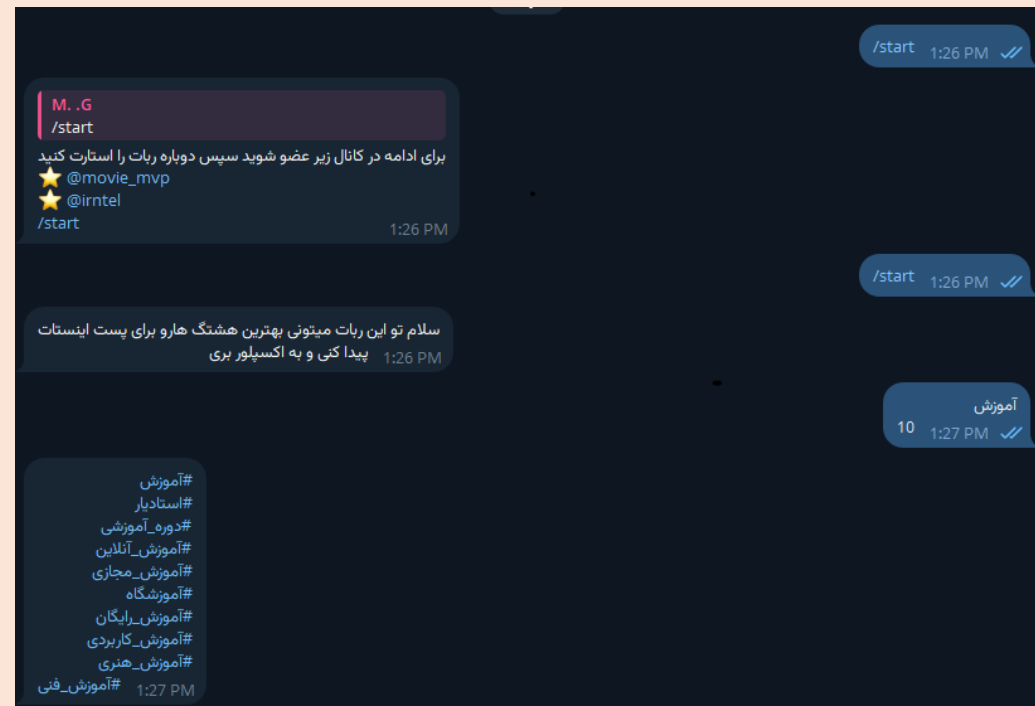 /start 1:26 PM
M. .G
/start
برای ادامه در کانال زیر عضو شوید سپس دوباره ربات را استارت کنید
⭐ @movie_mvp
⭐ @irntel
/start
1:26 PM
/start 1:26 PM
سلام تو این ربات میتونی بهترین هشتگ هارو برای پست اینستات
پیدا کنی و به اکسپلور بری 1:26 PM
آموزش
10 1:27 PM
#آموزش
#استادیار
#دوره_آموزشی
#آموزش_آنلاین
#آموزش_مجازی
#آموزشگاه
#آموزش_رایگان
#آموزش_کاربردی
#آموزش_هنری
#آموزش_فنی 1:27 PM